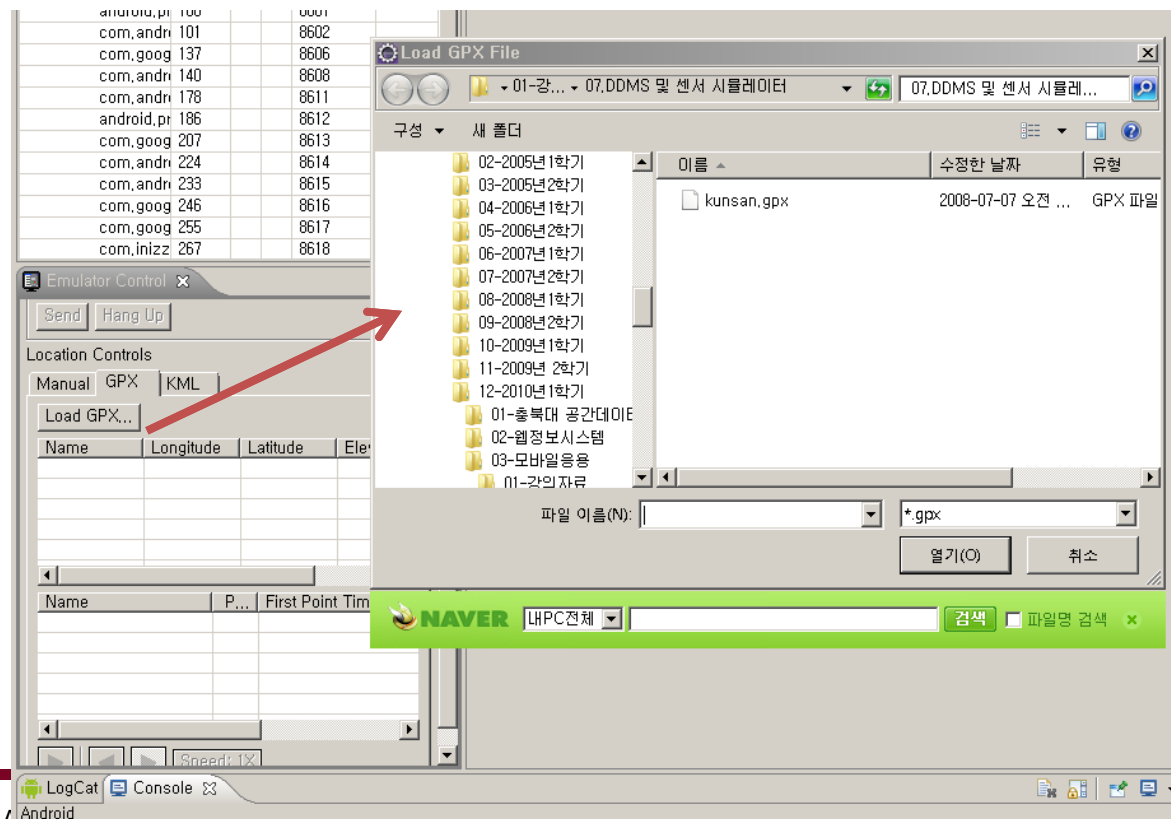 com,andr 101 8602
com,goog 137 8606
com,andr 140 8608
com,andr 178 8611
android,pr 186 8612
com,goog 207 8613
com,andr 224 8614
com,andr 233 8615
com,goog 246 8616
com,goog 255 8617
com,inizz 267 8618
Emulator Control
Send Hang Up
Location Controls
Manual GPX KML
Load GPX...
Name Longitude Latitude Ele
Name P... First Point Tim
Speed: 1X
Load GPX File
01-강... 07,DDMS 및 센서 시뮬레이터 07,DDMS 및 센서 시뮬레...
구성 새 폴더
02-2005년1학기
03-2005년2학기
04-2006년1학기
05-2006년2학기
06-2007년1학기
07-2007년2학기
08-2008년1학기
09-2008년2학기
10-2009년1학기
11-2009년 2학기
12-2010년1학기
01-충북대 공간데이터
02-웹정보시스템
03-모바일응용
01-강의자료
이름 수정한 날짜 유형
kunsan,gpx 2008-07-07 오전 ... GPX 파일
파일 이름(N): *.gpx
열기(O) 취소
NAVER 내PC전체 검색 파일명 검색
LogCat Console
Android